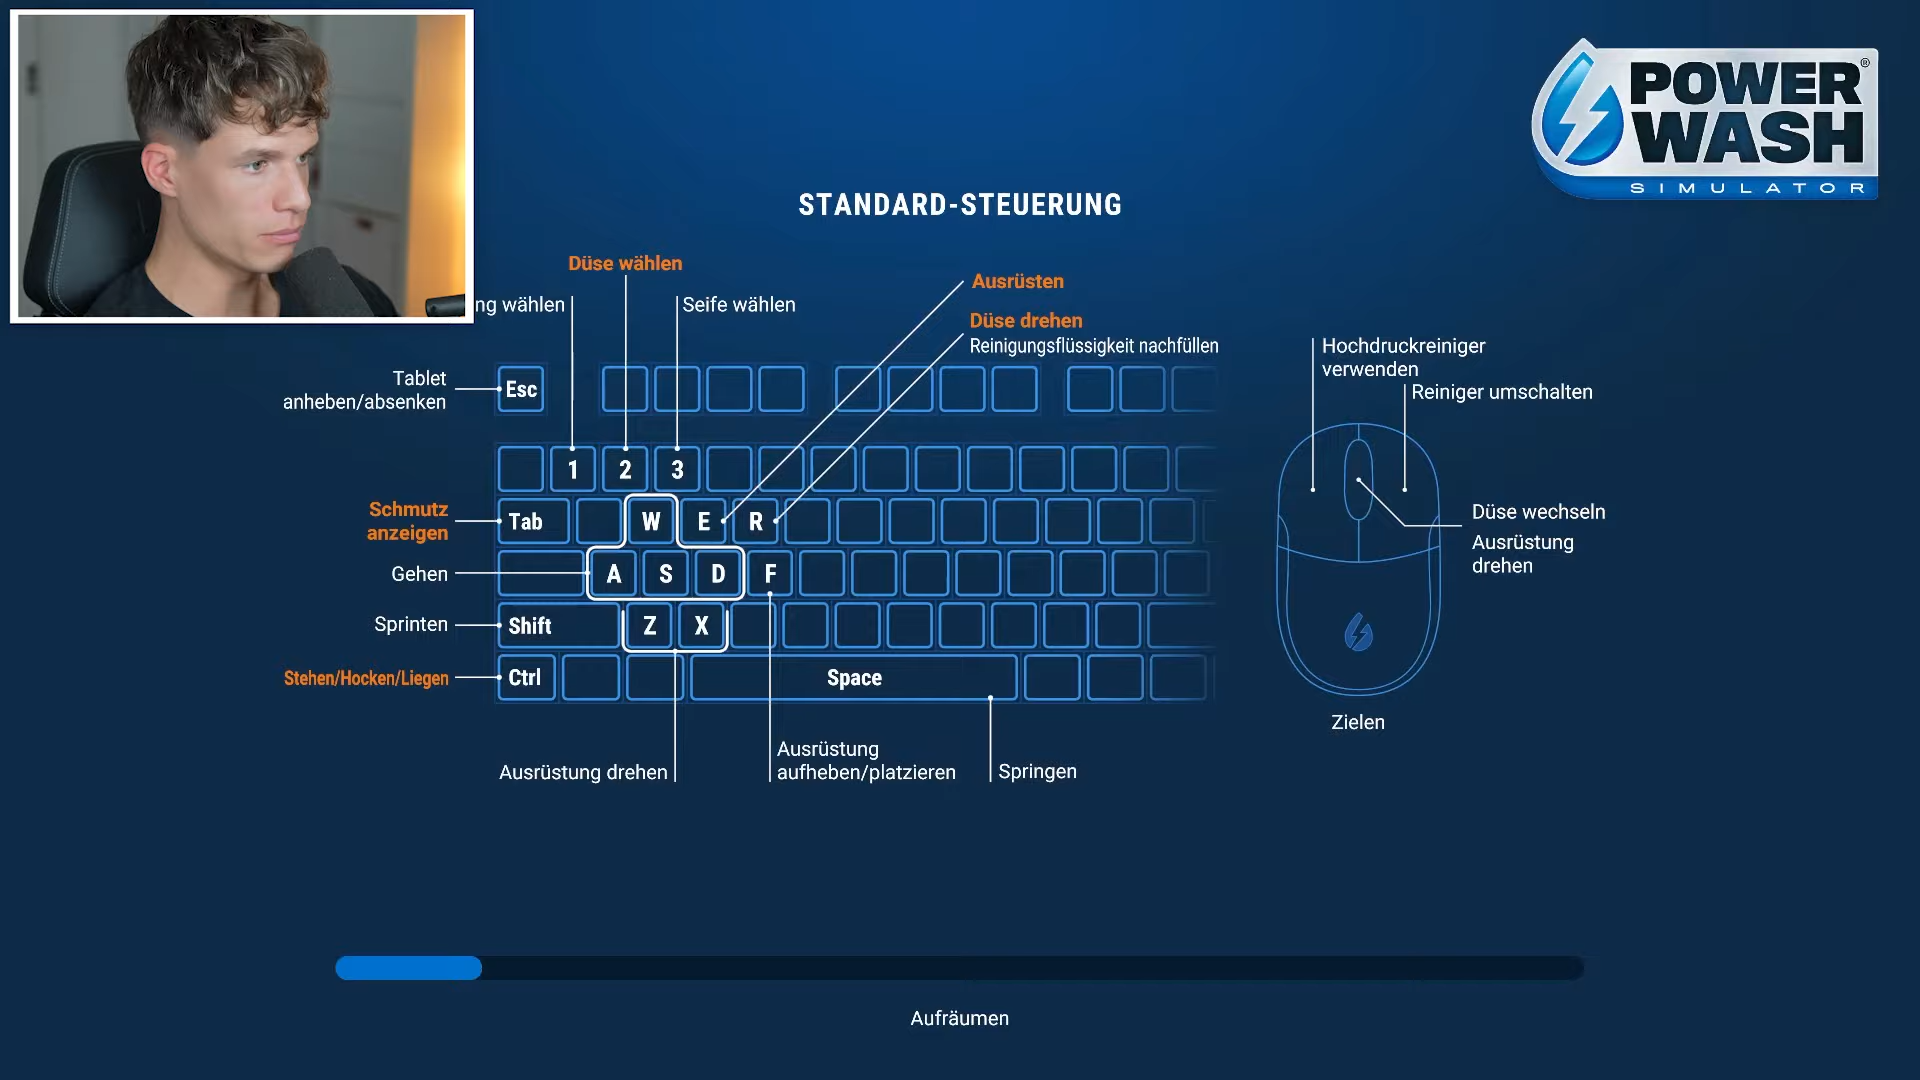 POWER®
WASH
SIMULATOR
STANDARD-STEUERUNG
Düse wählen
ng wählen
Seife wählen
Ausrüsten
Düse drehen
Reinigungsflüssigkeit nachfüllen
Hochdruckreiniger
verwenden
Reiniger umschalten
Tablet
anheben/absenken
Esc
1 2 3
Schmutz
anzeigen
Tab W E R
Düse wechseln
Ausrüstung
drehen
Gehen
A S D F
Sprinten
Shift Z X
Stehen/Hocken/Liegen
Ctrl Space
Zielen
Ausrüstung drehen
Ausrüstung
aufheben/platzieren
Springen
Aufräumen